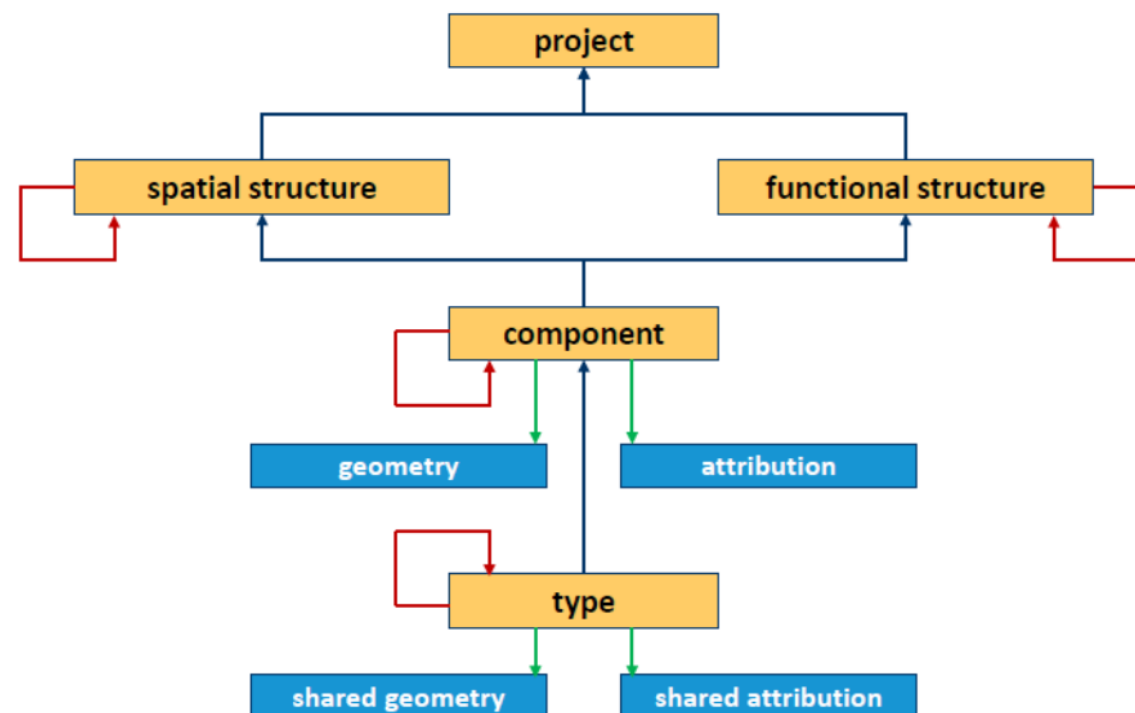 project
spatial structure
functional structure
component
geometry
attribution
type
shared geometry
shared attribution